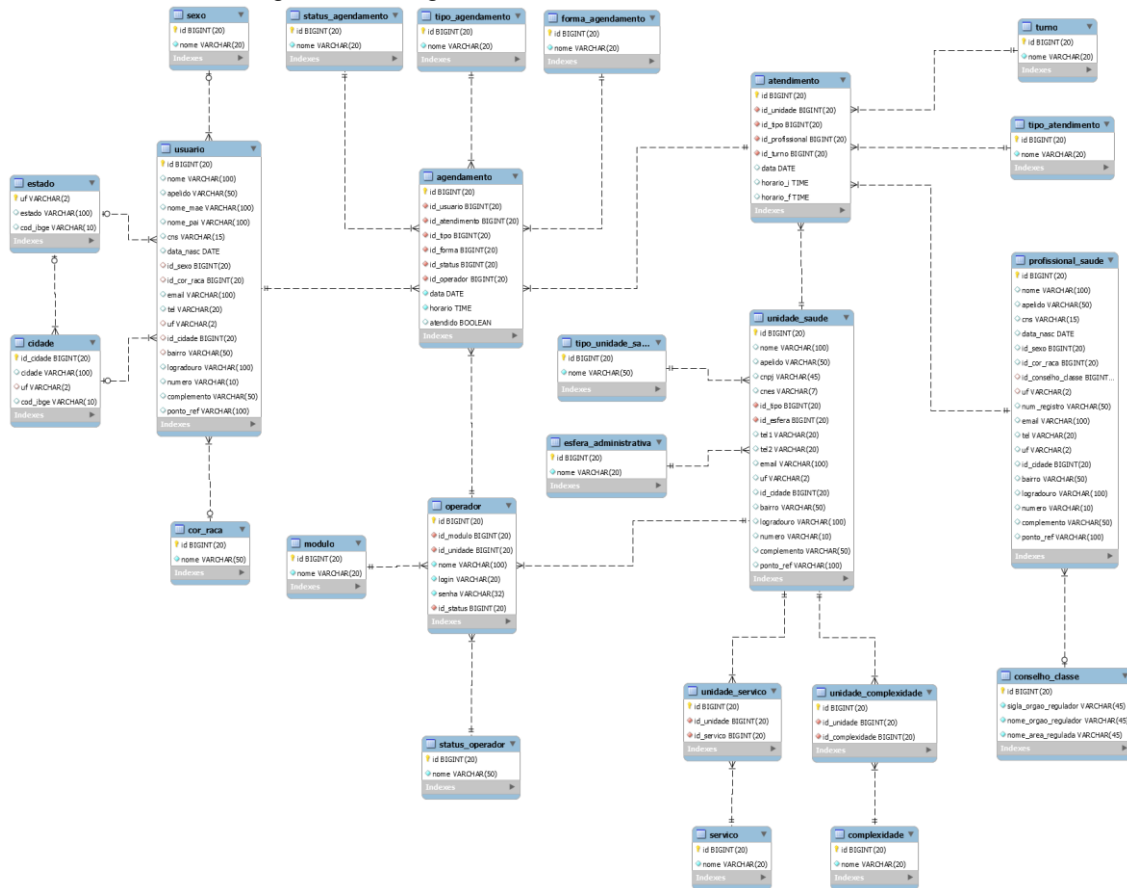 sexo
id BIGINT(20)
nome VARCHAR(20)
Indexes
status_agendamento
id BIGINT(20)
nome VARCHAR(20)
Indexes
tipo_agendamento
id BIGINT(20)
nome VARCHAR(20)
Indexes
forma_agendamento
id BIGINT(20)
nome VARCHAR(20)
Indexes
turno
id BIGINT(20)
nome VARCHAR(20)
Indexes
atendimento
id BIGINT(20)
id_unidade BIGINT(20)
id_tipo BIGINT(20)
id_profissional BIGINT(20)
id_turno BIGINT(20)
data DATE
horario_i TIME
horario_f TIME
Indexes
tipo_atendimento
id BIGINT(20)
nome VARCHAR(20)
Indexes
usuario
id BIGINT(20)
nome VARCHAR(100)
apelido VARCHAR(50)
nome_mae VARCHAR(100)
nome_pai VARCHAR(100)
cns VARCHAR(15)
data_nasc DATE
id_sexo BIGINT(20)
id_cor_raca BIGINT(20)
email VARCHAR(100)
tel VARCHAR(20)
uf VARCHAR(2)
id_cidade BIGINT(20)
bairro VARCHAR(50)
logradouro VARCHAR(100)
numero VARCHAR(10)
complemento VARCHAR(50)
ponto_ref VARCHAR(100)
Indexes
estado
uf VARCHAR(2)
estado VARCHAR(100)
cod_ibge VARCHAR(10)
Indexes
cidade
id_cidade BIGINT(20)
cidade VARCHAR(100)
uf VARCHAR(2)
cod_ibge VARCHAR(10)
Indexes
agendamento
id BIGINT(20)
id_usuario BIGINT(20)
id_atendimento BIGINT(20)
id_tipo BIGINT(20)
id_forma BIGINT(20)
id_status BIGINT(20)
id_operador BIGINT(20)
data DATE
horario TIME
atendido BOOLEAN
Indexes
profissional_saude
id BIGINT(20)
nome VARCHAR(100)
apelido VARCHAR(50)
cns VARCHAR(15)
data_nasc DATE
id_sexo BIGINT(20)
id_cor_raca BIGINT(20)
id_conselho_classe BIGINT...
uf VARCHAR(2)
num_registro VARCHAR(50)
email VARCHAR(100)
tel VARCHAR(20)
uf VARCHAR(2)
id_cidade BIGINT(20)
bairro VARCHAR(50)
logradouro VARCHAR(100)
numero VARCHAR(10)
complemento VARCHAR(50)
ponto_ref VARCHAR(100)
Indexes
unidade_saude
id BIGINT(20)
nome VARCHAR(100)
apelido VARCHAR(50)
cnpj VARCHAR(45)
cnes VARCHAR(7)
id_tipo BIGINT(20)
id_esfera BIGINT(20)
tel1 VARCHAR(20)
tel2 VARCHAR(20)
email VARCHAR(100)
uf VARCHAR(2)
id_cidade BIGINT(20)
bairro VARCHAR(50)
logradouro VARCHAR(100)
numero VARCHAR(10)
complemento VARCHAR(50)
ponto_ref VARCHAR(100)
Indexes
tipo_unidade_sa...
id BIGINT(20)
nome VARCHAR(50)
Indexes
esfera_administrativa
id BIGINT(20)
nome VARCHAR(20)
Indexes
cor_raca
id BIGINT(20)
nome VARCHAR(50)
Indexes
modulo
id BIGINT(20)
nome VARCHAR(20)
Indexes
operador
id BIGINT(20)
id_modulo BIGINT(20)
id_unidade BIGINT(20)
nome VARCHAR(100)
login VARCHAR(20)
senha VARCHAR(32)
id_status BIGINT(20)
Indexes
status_operador
id BIGINT(20)
nome VARCHAR(50)
Indexes
unidade_servico
id BIGINT(20)
id_unidade BIGINT(20)
id_servico BIGINT(20)
Indexes
unidade_complexidade
id BIGINT(20)
id_unidade BIGINT(20)
id_complexidade BIGINT(20)
Indexes
conselho_classe
id BIGINT(20)
sigla_orgao_regulador VARCHAR(45)
nome_orgao_regulador VARCHAR(45)
nome_area_regulada VARCHAR(45)
Indexes
servico
id BIGINT(20)
nome VARCHAR(20)
Indexes
complexidade
id BIGINT(20)
nome VARCHAR(20)
Indexes